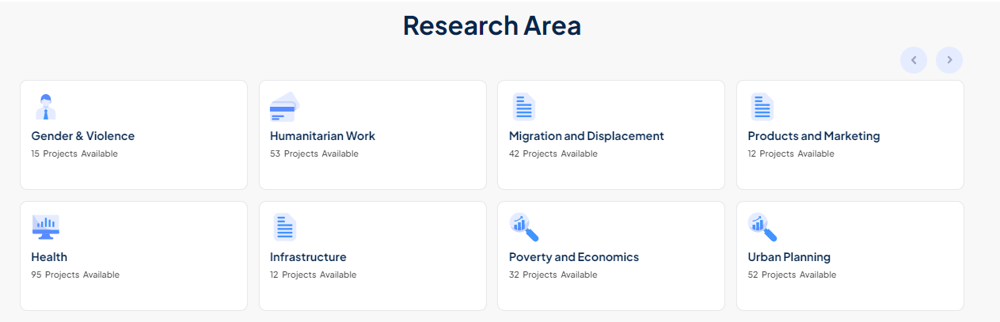 Research Area
Gender & Violence
15 Projects Available
Humanitarian Work
53 Projects Available
Migration and Displacement
42 Projects Available
Products and Marketing
12 Projects Available
Health
95 Projects Available
Infrastructure
12 Projects Available
Poverty and Economics
32 Projects Available
Urban Planning
52 Projects Available